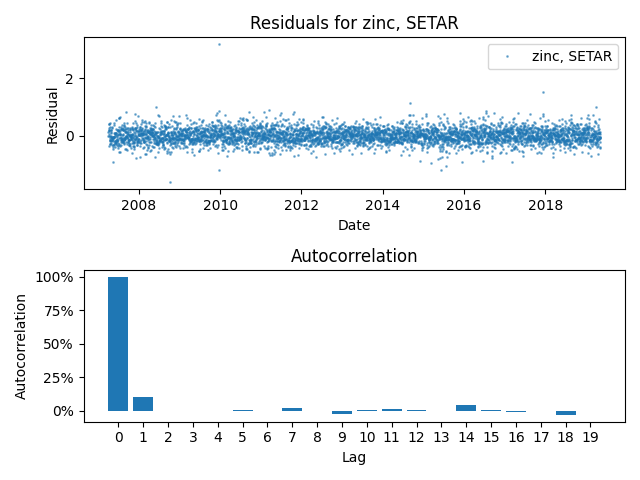 Residuals for zinc, SETAR
zinc, SETAR
Residual
2
0
2008 2010 2012 2014 2016 2018
Date
Autocorrelation
Autocorrelation
100%
75%
50%
25%
0%
0 1 2 3 4 5 6 7 8 9 10 11 12 13 14 15 16 17 18 19
Lag